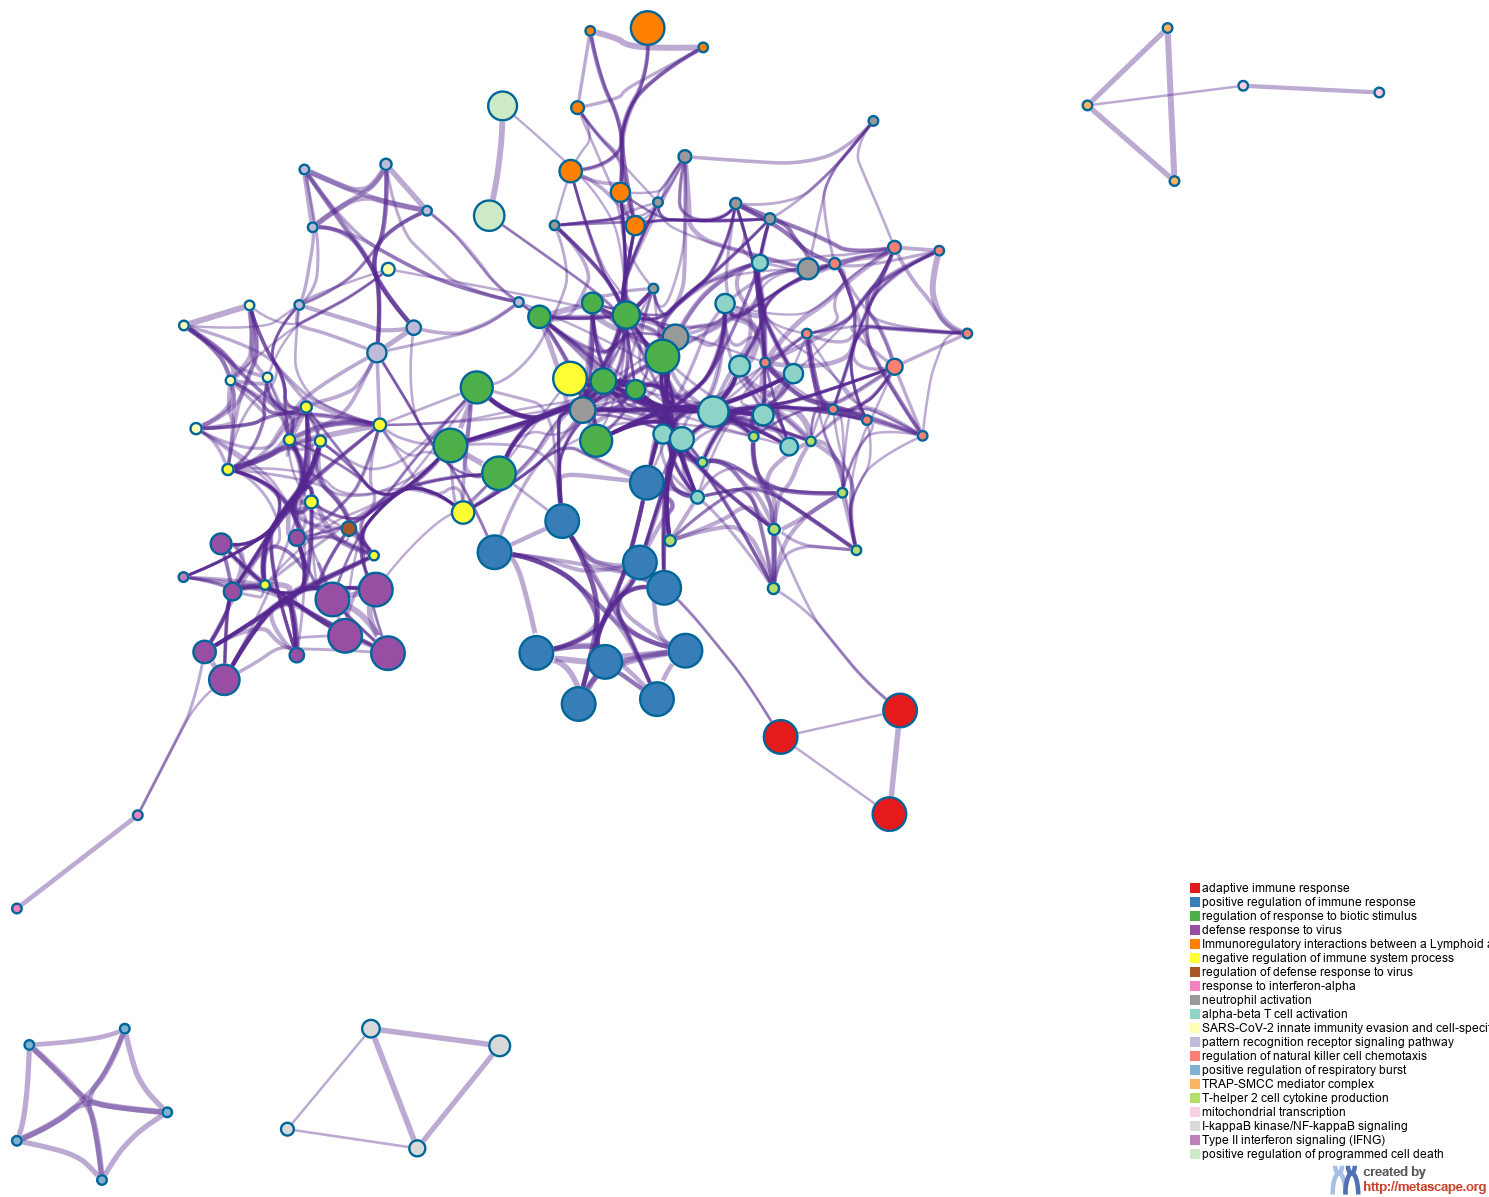 adaptive immune response
positive regulation of immune response
regulation of response to biotic stimulus
defense response to virus
Immunoregulatory interactions between a Lymphoid
negative regulation of immune system process
regulation of defense response to virus
response to interferon-alpha
neutrophil activation
alpha-beta T cell activation
SARS-CoV-2 innate immunity evasion and cell-speci
pattern recognition receptor signaling pathway
regulation of natural killer cell chemotaxis
positive regulation of respiratory burst
TRAP-SMCC mediator complex
T-helper 2 cell cytokine production
mitochondrial transcription
I-kappaB kinase/NF-kappaB signaling
Type II interferon signaling (IFNG)
positive regulation of programmed cell death
created by
http://metascape.org